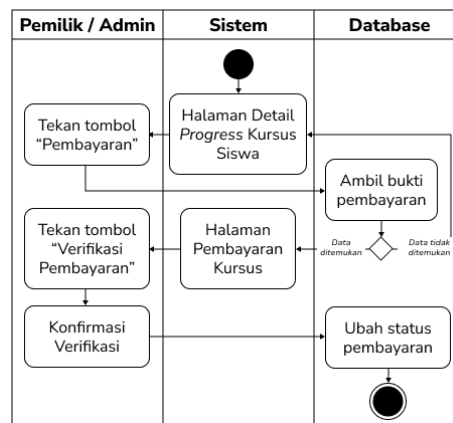 Pemilik / Admin
Sistem
Database
Halaman Detail
Progress Kursus
Siswa
Tekan tombol
“Pembayaran”
Ambil bukti
pembayaran
Data
ditemukan
Data tidak
ditemukan
Halaman
Pembayaran
Kursus
Tekan tombol
“Verifikasi
Pembayaran”
Konfirmasi
Verifikasi
Ubah status
pembayaran